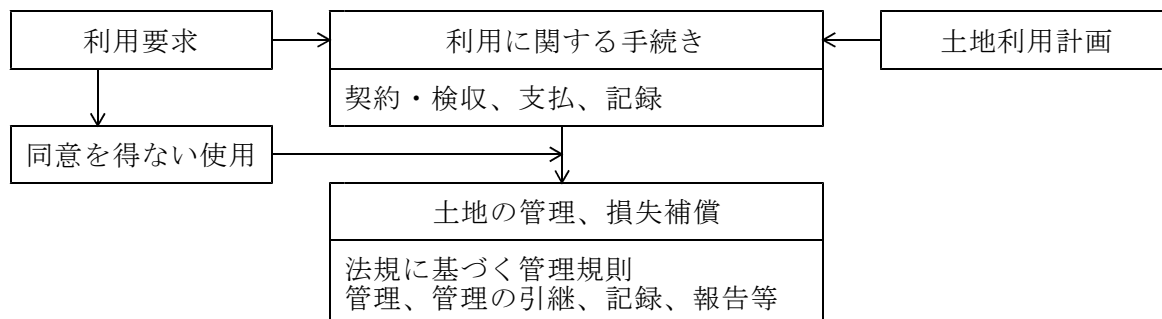 利用要求
利用に関する手続き
土地利用計画
契約・検収、支払、記録
同意を得ない使用
土地の管理、損失補償
法規に基づく管理規則
管理、管理の引継、記録、報告等